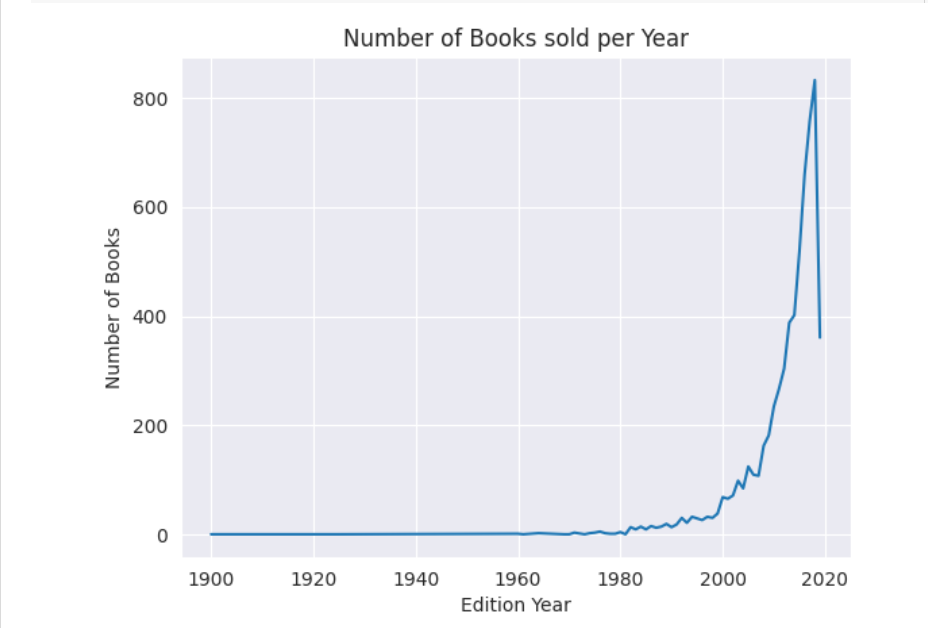 Number of Books sold per Year
Number of Books
800
600
400
200
0
1900 1920 1940 1960 1980 2000 2020
Edition Year